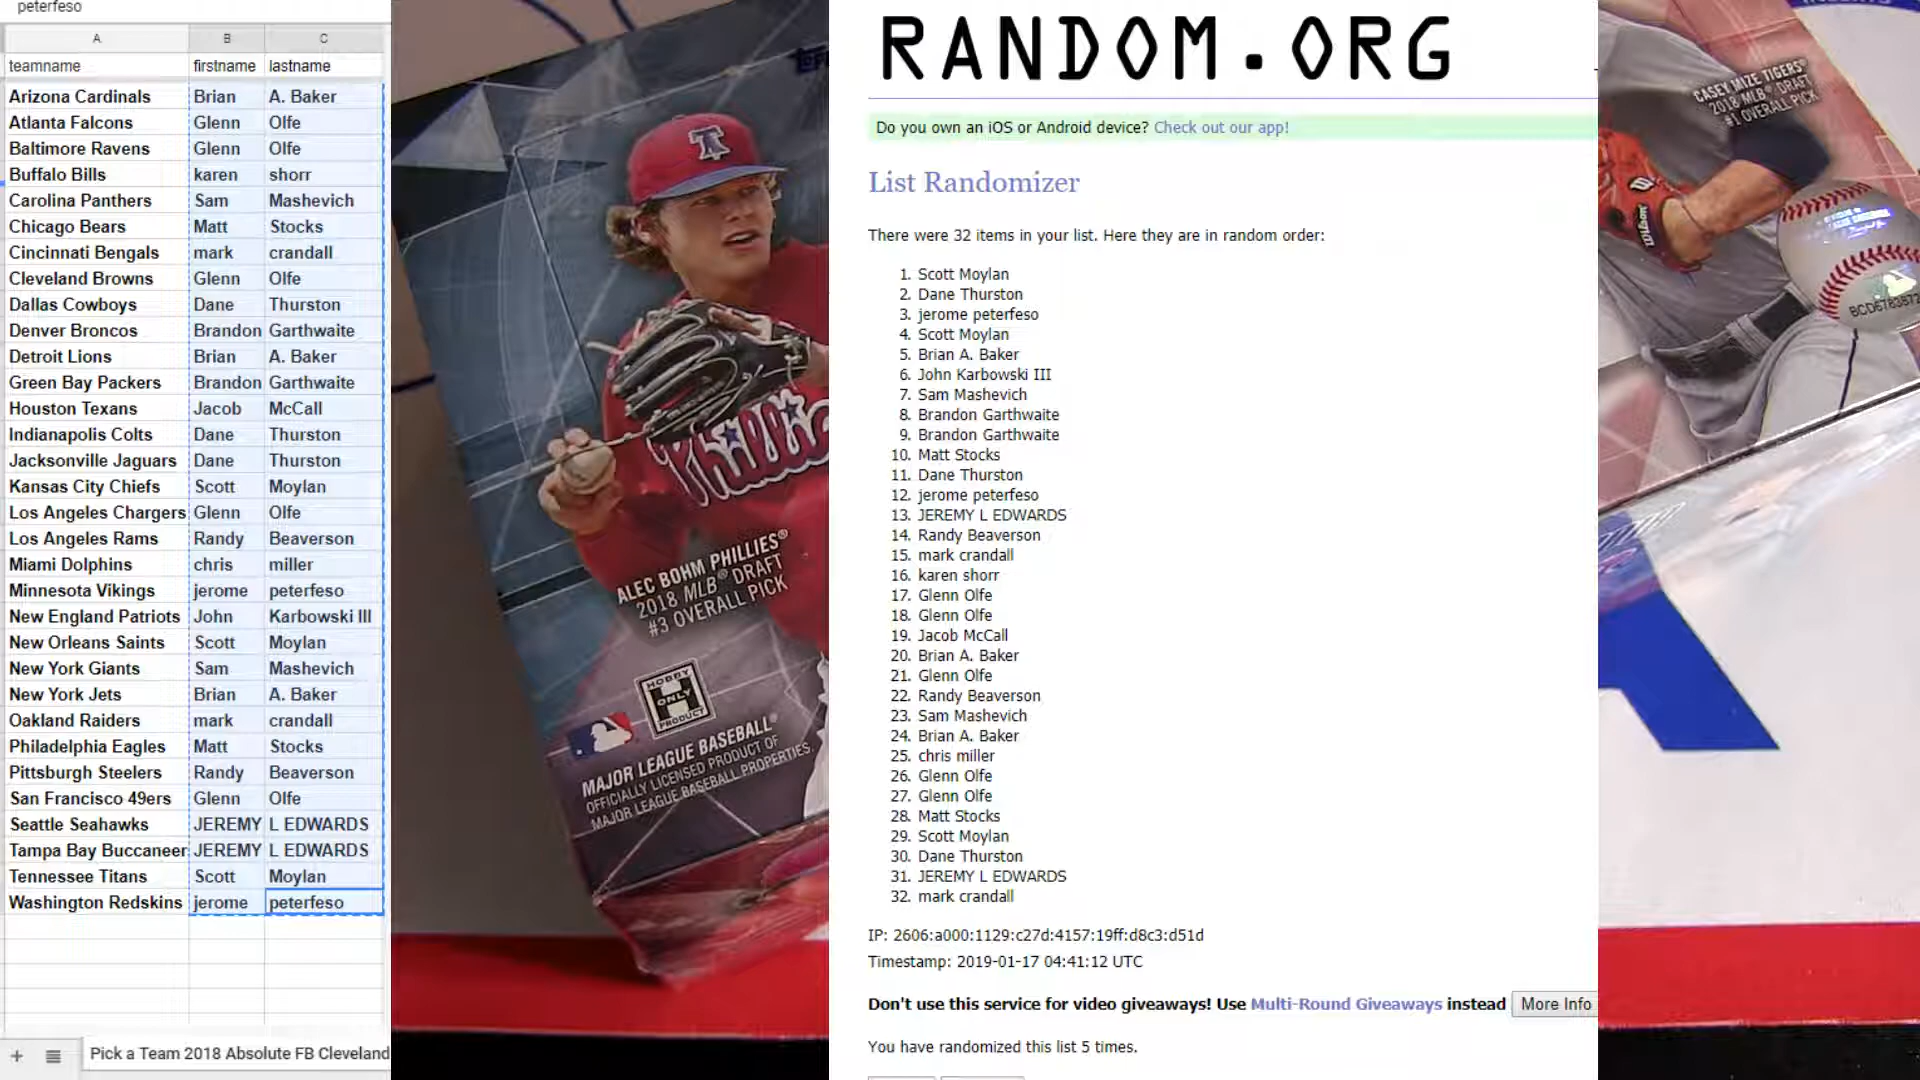 peterfeso
A B C
teamname firstname lastname
Arizona Cardinals Brian A. Baker
Atlanta Falcons Glenn Olfe
Baltimore Ravens Glenn Olfe
Buffalo Bills karen shorr
Carolina Panthers Sam Mashevich
Chicago Bears Matt Stocks
Cincinnati Bengals mark crandall
Cleveland Browns Glenn Olfe
Dallas Cowboys Dane Thurston
Denver Broncos Brandon Garthwaite
Detroit Lions Brian A. Baker
Green Bay Packers Brandon Garthwaite
Houston Texans Jacob McCall
Indianapolis Colts Dane Thurston
Jacksonville Jaguars Dane Thurston
Kansas City Chiefs Scott Moylan
Los Angeles Chargers Glenn Olfe
Los Angeles Rams Randy Beaverson
Miami Dolphins chris miller
Minnesota Vikings jerome peterfeso
New England Patriots John Karbowski III
New Orleans Saints Scott Moylan
New York Giants Sam Mashevich
New York Jets Brian A. Baker
Oakland Raiders mark crandall
Philadelphia Eagles Matt Stocks
Pittsburgh Steelers Randy Beaverson
San Francisco 49ers Glenn Olfe
Seattle Seahawks JEREMY L EDWARDS
Tampa Bay Buccaneer JEREMY L EDWARDS
Tennessee Titans Scott Moylan
Washington Redskins jerome peterfeso
Pick a Team 2018 Absolute FB Cleveland
Phillies
ALEC BOHM PHILLIES®
2018 MLB® DRAFT
#3 OVERALL PICK
HOBBY
ONLY
PRODUCT
MAJOR LEAGUE BASEBALL®
OFFICIALLY LICENSED PRODUCT OF
MAJOR LEAGUE BASEBALL PROPERTIES.
RANDOM.ORG
Do you own an iOS or Android device? Check out our app!
List Randomizer
There were 32 items in your list. Here they are in random order:
1. Scott Moylan
2. Dane Thurston
3. jerome peterfeso
4. Scott Moylan
5. Brian A. Baker
6. John Karbowski III
7. Sam Mashevich
8. Brandon Garthwaite
9. Brandon Garthwaite
10. Matt Stocks
11. Dane Thurston
12. jerome peterfeso
13. JEREMY L EDWARDS
14. Randy Beaverson
15. mark crandall
16. karen shorr
17. Glenn Olfe
18. Glenn Olfe
19. Jacob McCall
20. Brian A. Baker
21. Glenn Olfe
22. Randy Beaverson
23. Sam Mashevich
24. Brian A. Baker
25. chris miller
26. Glenn Olfe
27. Glenn Olfe
28. Matt Stocks
29. Scott Moylan
30. Dane Thurston
31. JEREMY L EDWARDS
32. mark crandall
IP: 2606:a000:1129:c27d:4157:19ff:d8c3:d51d
Timestamp: 2019-01-17 04:41:12 UTC
Don't use this service for video giveaways! Use Multi-Round Giveaways instead More Info
You have randomized this list 5 times.
CASEY MIZE TIGERS®
2018 MLB® DRAFT
#1 OVERALL PICK
Wilson